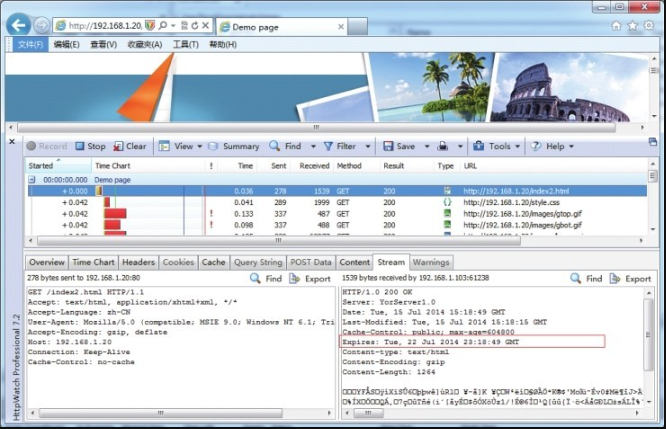 http://192.168.1.20/
Demo page
文件(F) 编辑(E) 查看(V) 收藏夹(A) 工具(T) 帮助(H)
Record Stop Clear View Summary Find Filter Save Tools Help
Started Time Chart ! Time Sent Received Method Result Type URL
00:00:00.000 Demo page
+ 0.000 0.036 278 1539 GET 200 http://192.168.1.20/index2.html
+ 0.042 0.041 289 1999 GET 200 http://192.168.1.20/style.css
+ 0.042 ! 0.133 337 487 GET 200 http://192.168.1.20/images/gtop.gif
+ 0.042 ! 0.098 337 488 GET 200 http://192.168.1.20/images/gbot.gif
Overview Time Chart Headers Cookies Cache Query String POST Data
278 bytes sent to 192.168.1.20:80
Find Export
GET /index2.html HTTP/1.1
Accept: text/html, application/xhtml+xml, */*
Accept-Language: zh-CN
User-Agent: Mozilla/5.0 (compatible; MSIE 9.0; Windows NT 6.1; Tri
Accept-Encoding: gzip, deflate
Host: 192.168.1.20
Connection: Keep-Alive
Cache-Control: no-cache
Content Stream Warnings
1539 bytes received by 192.168.1.103:61238
Find Export
HTTP/1.0 200 OK
Server: YorServer1.0
Date: Tue, 15 Jul 2014 15:18:49 GMT
Last-Modified: Tue, 15 Jul 2014 15:18:15 GMT
Cache-Control: public; max-age=604800
Expires: Tue, 22 Jul 2014 23:18:49 GMT
Content-type: text/html
Content-Encoding: gzip
Content-Length: 1264
HttpWatch Professional 7.2